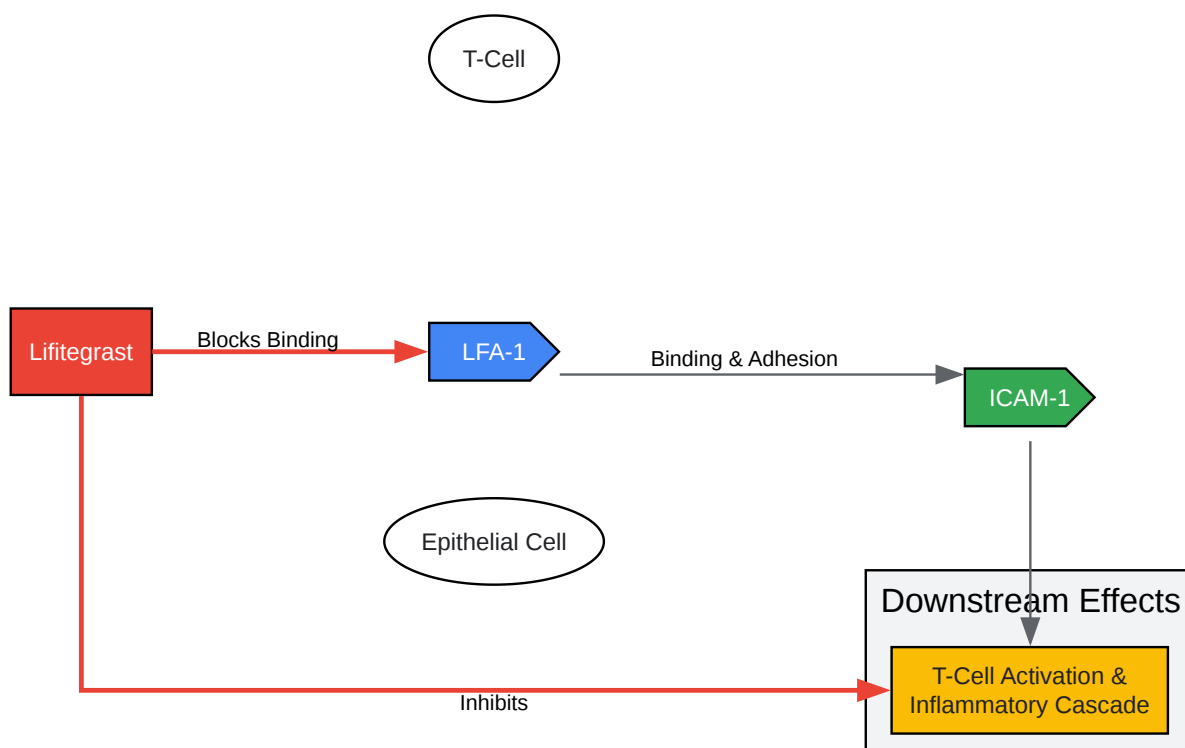 T-Cell
Lifitegrast
Blocks Binding
LFA-1
Binding & Adhesion
ICAM-1
Epithelial Cell
Downstream Effects
T-Cell Activation &
Inflammatory Cascade
Inhibits